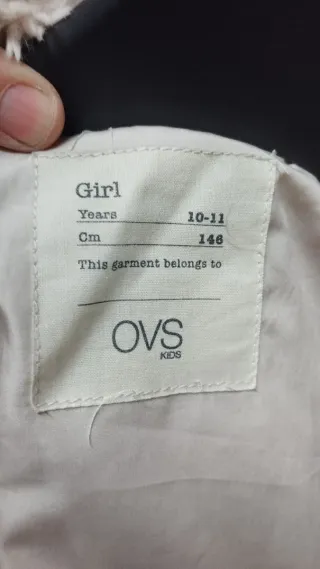 Girl
Years 10-11
Cm 146
This garment belongs to
OVS
KIDS